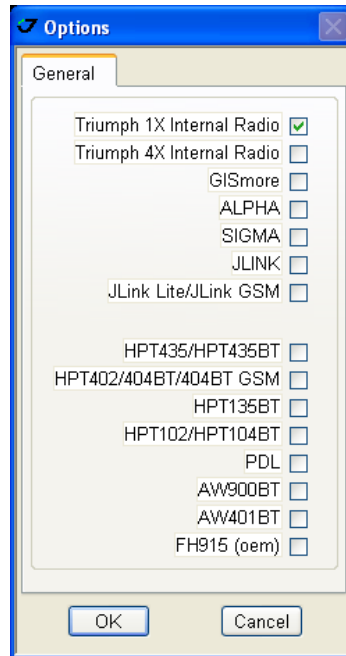 Options
General
Triumph 1X Internal Radio
Triumph 4X Internal Radio
GISmore
ALPHA
SIGMA
JLINK
JLink Lite/JLink GSM
HPT435/HPT435BT
HPT402/404BT/404BT GSM
HPT135BT
HPT102/HPT104BT
PDL
AW900BT
AW401BT
FH915 (oem)
OK Cancel